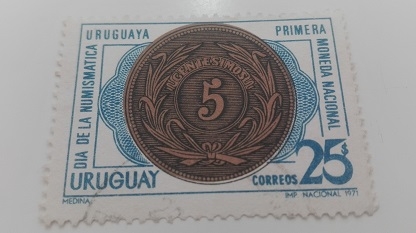 DIA DE LA NUMISMATICA
URUGUAYA
PRIMERA
MONEDA NACIONAL
CENTESIMOS
5
URUGUAY
CORREOS
25$
MEDINA
IMP. NACIONAL 1971